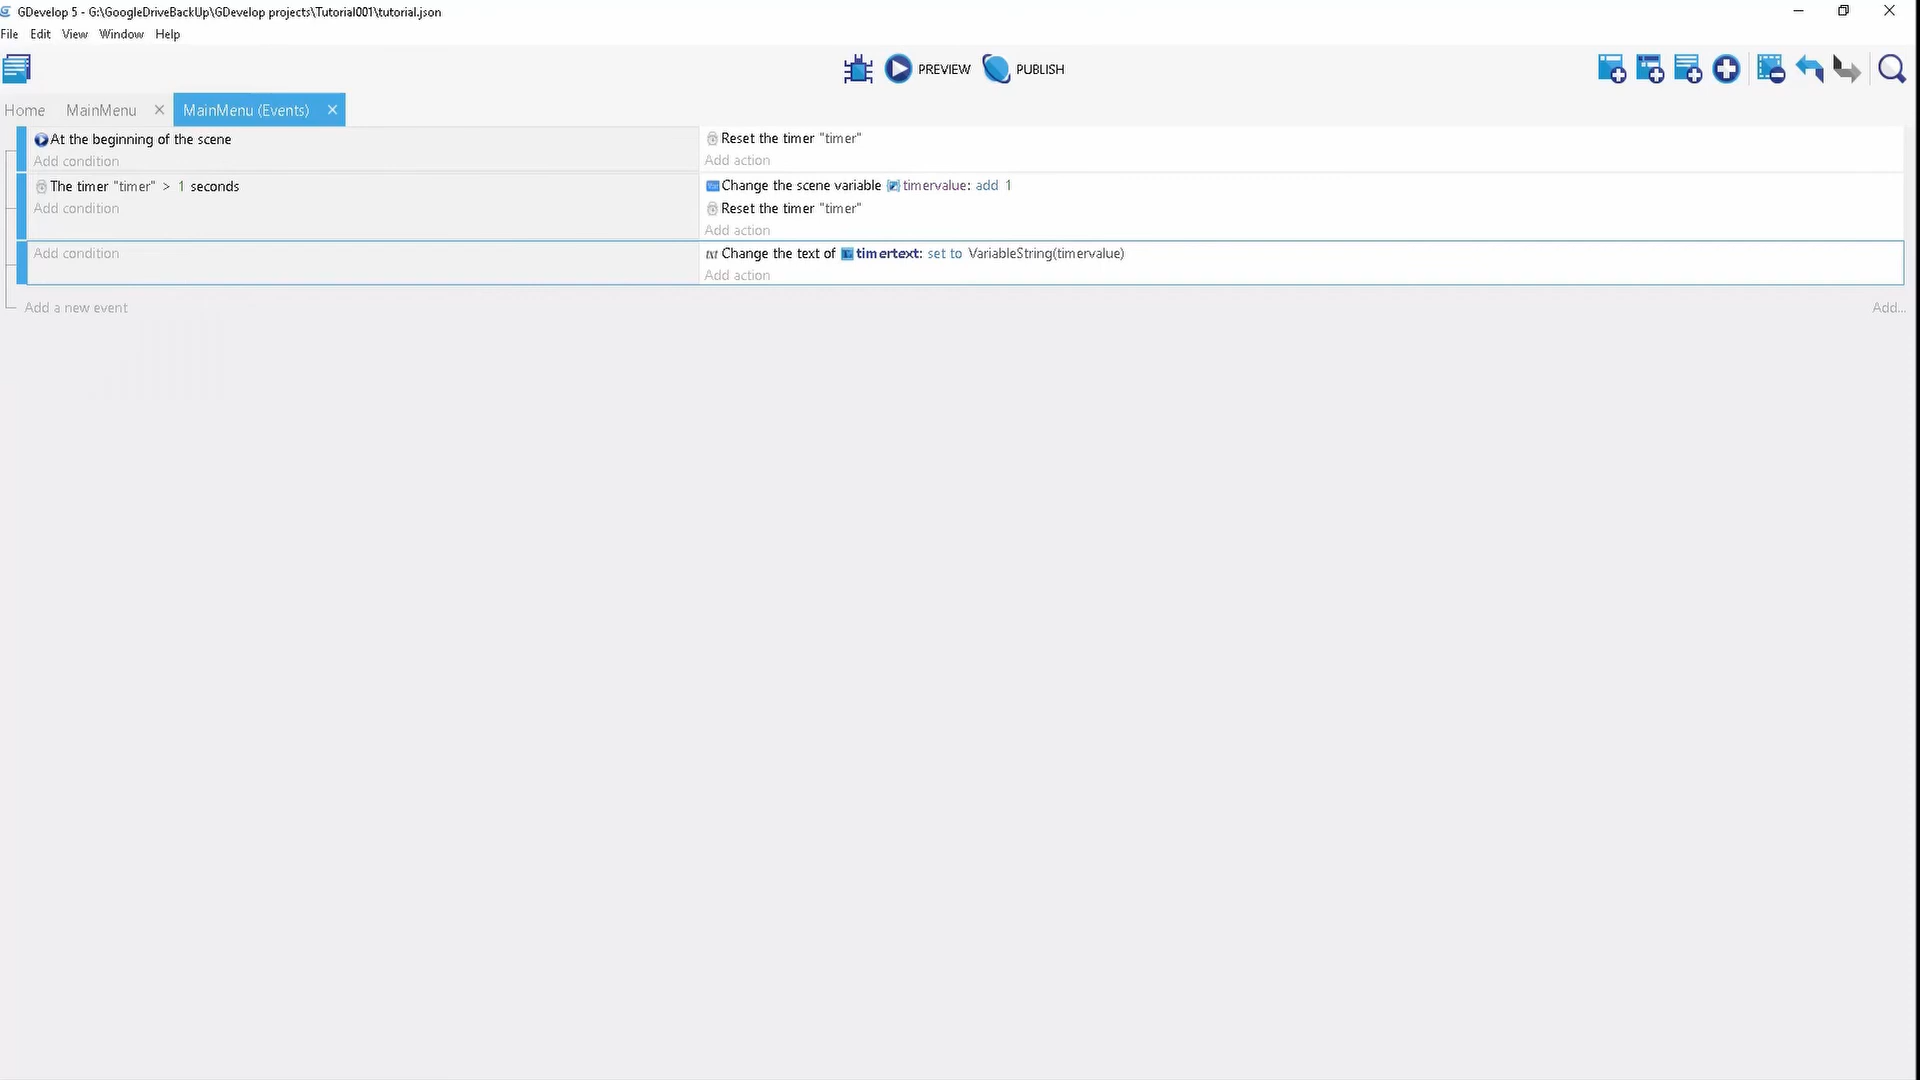 GDevelop 5 - G:\GoogleDriveBackUp\GDevelop projects\Tutorial001\tutorial.json
File Edit View Window Help
PREVIEW PUBLISH
Home MainMenu MainMenu (Events)
At the beginning of the scene
Add condition
Reset the timer "timer"
Add action
The timer "timer" > 1 seconds
Add condition
Change the scene variable timervalue: add 1
Reset the timer "timer"
Add action
Add condition
txt Change the text of timertext: set to VariableString(timervalue)
Add action
Add a new event
Add...